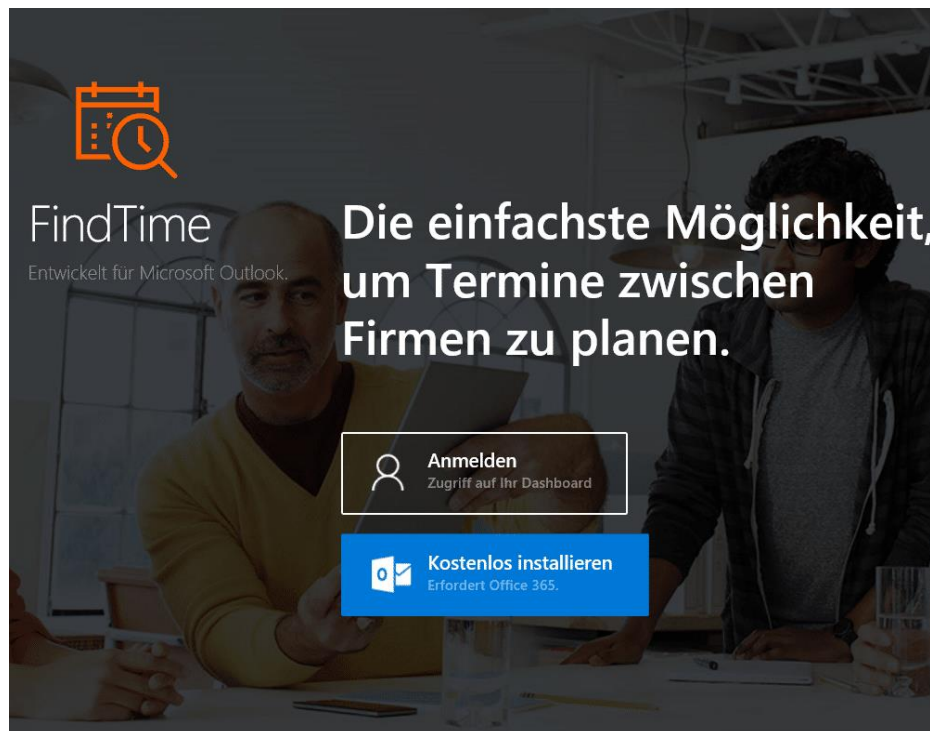 FindTime
Entwickelt für Microsoft Outlook.
Die einfachste Möglichkeit,
um Termine zwischen
Firmen zu planen.
Anmelden
Zugriff auf Ihr Dashboard
Kostenlos installieren
Erfordert Office 365.